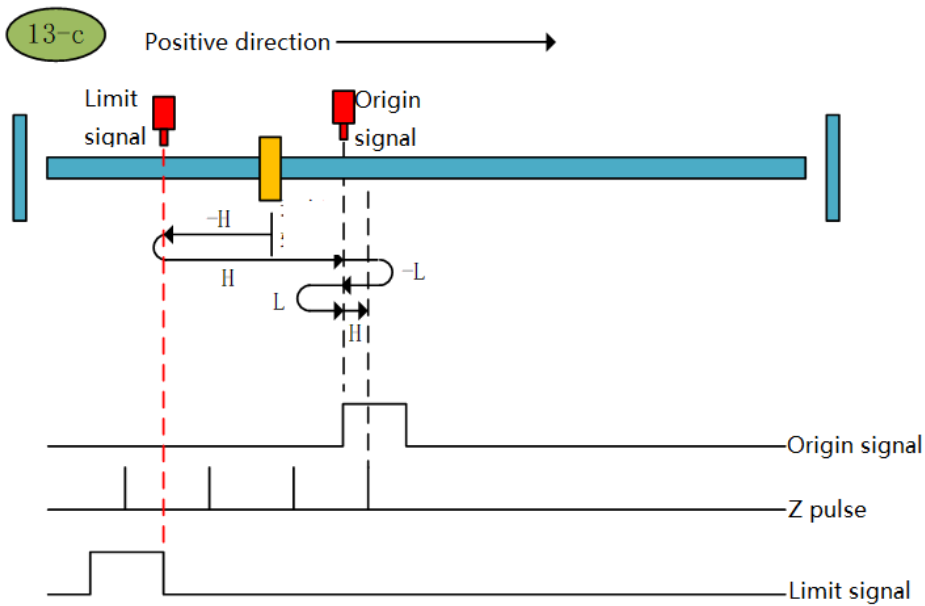 13-c
Positive direction
Limit
signal
Origin
signal
-H
H
-L
L
H
Origin signal
Z pulse
Limit signal